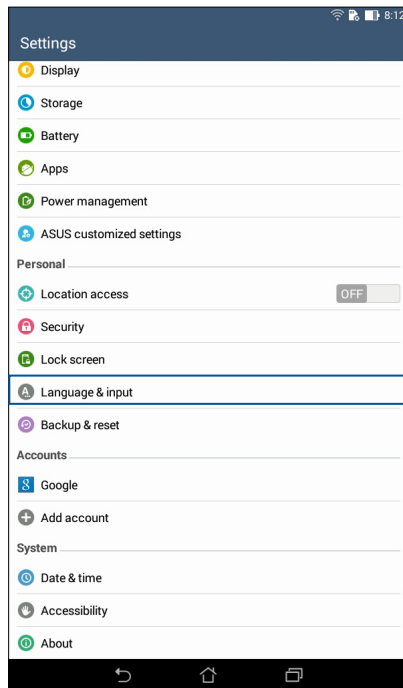 8:12
Settings
Display
Storage
Battery
Apps
Power management
ASUS customized settings
Personal
Location access OFF
Security
Lock screen
A Language & input
Backup & reset
Accounts
8 Google
Add account
System
Date & time
Accessibility
About